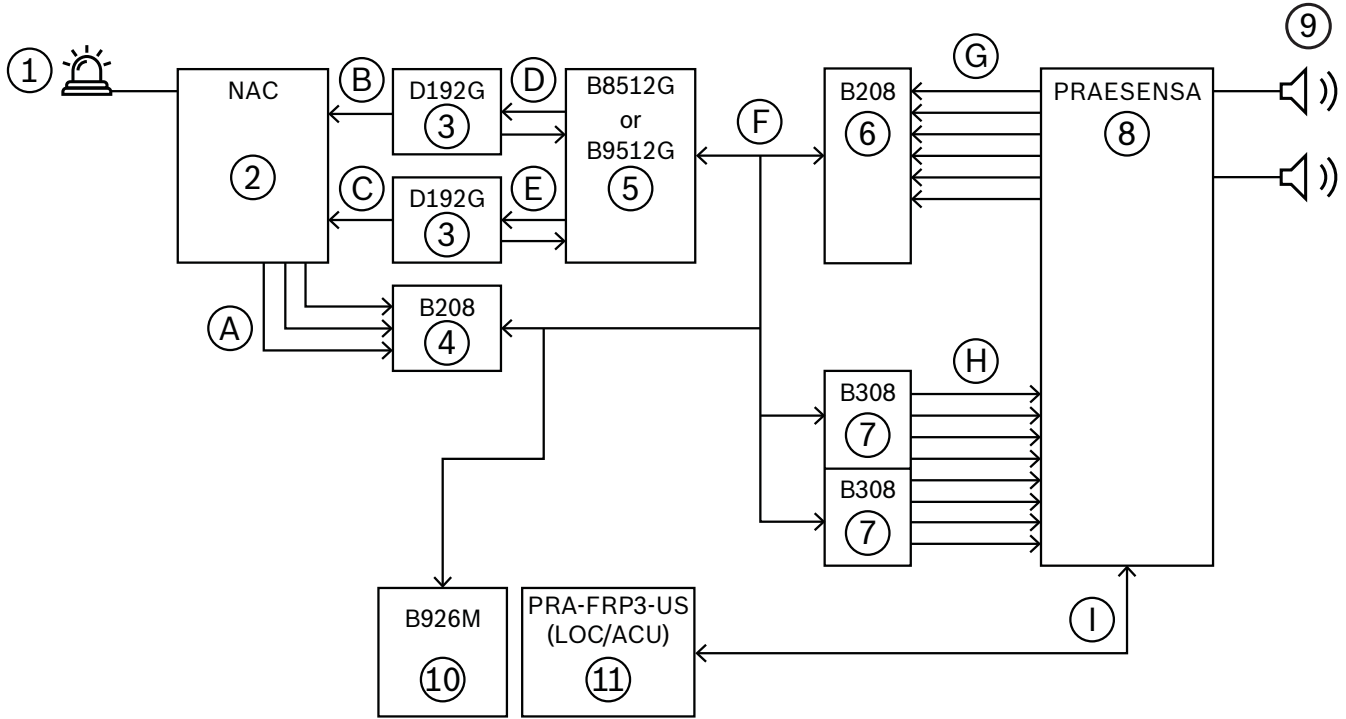 1
NAC
2
B
C
D192G
3
D192G
3
D
E
B8512G
or
B9512G
5
F
B208
6
G
PRAESENSA
8
9
A
B208
4
B308
7
B308
7
H
B926M
10
PRA-FRP3-US
(LOC/ACU)
11
I